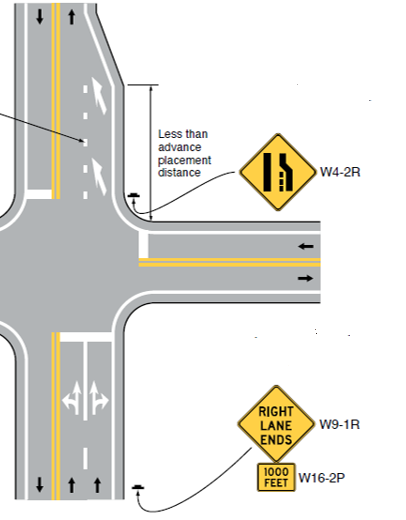 Less than
advance
placement
distance
W4-2R
RIGHT
LANE
ENDS
W9-1R
1000
FEET
W16-2P